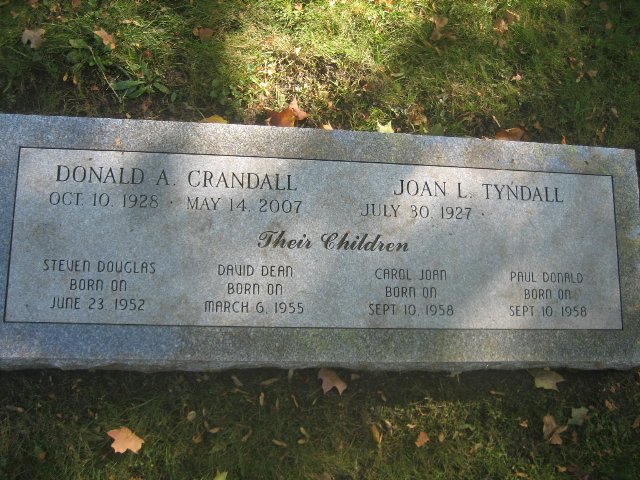 DONALD A. CRANDALL
OCT. 10. 1928 · MAY 14. 2007
JOAN L. TYNDALL
JULY 30. 1927 ·
Their Children
STEVEN DOUGLAS
BORN ON
JUNE 23. 1952
DAVID DEAN
BORN ON
MARCH 6. 1955
CAROL JOAN
BORN ON
SEPT 10. 1958
PAUL DONALD
BORN ON
SEPT 10. 1958